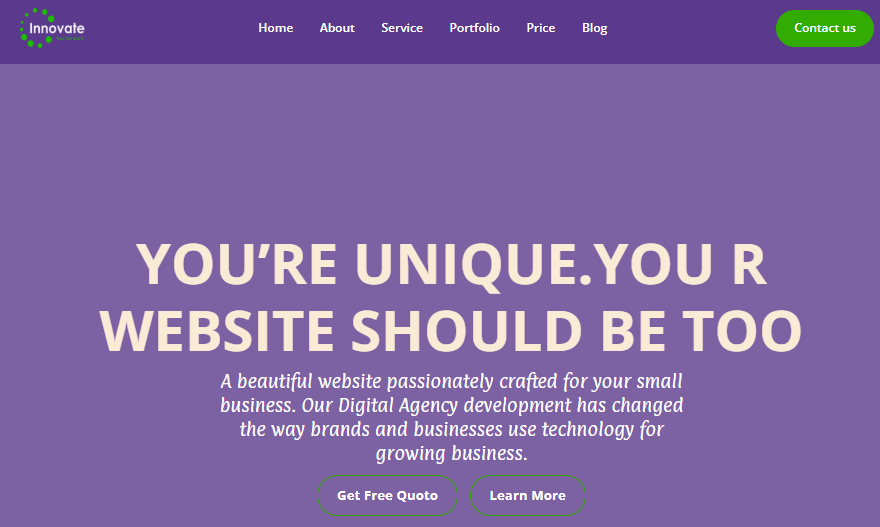 Innovate
Home About Service Portfolio Price Blog
Contact us
YOU’RE UNIQUE.YOU R
WEBSITE SHOULD BE TOO
A beautiful website passionately crafted for your small
business. Our Digital Agency development has changed
the way brands and businesses use technology for
growing business.
Get Free Quoto Learn More